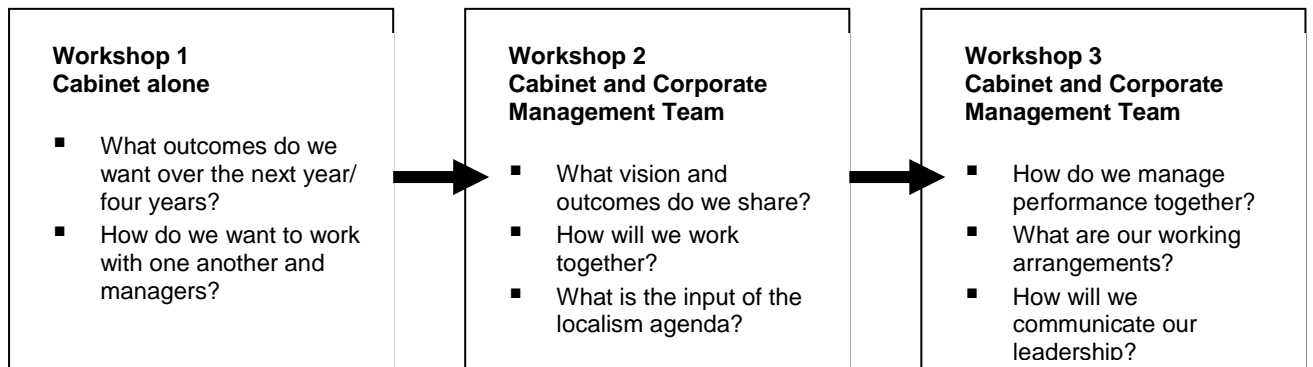 Workshop 1
Cabinet alone
▪ What outcomes do we
want over the next year/
four years?
▪ How do we want to work
with one another and
managers?
Workshop 2
Cabinet and Corporate
Management Team
▪ What vision and
outcomes do we share?
▪ How will we work
together?
▪ What is the input of the
localism agenda?
Workshop 3
Cabinet and Corporate
Management Team
▪ How do we manage
performance together?
▪ What are our working
arrangements?
▪ How will we
communicate our
leadership?